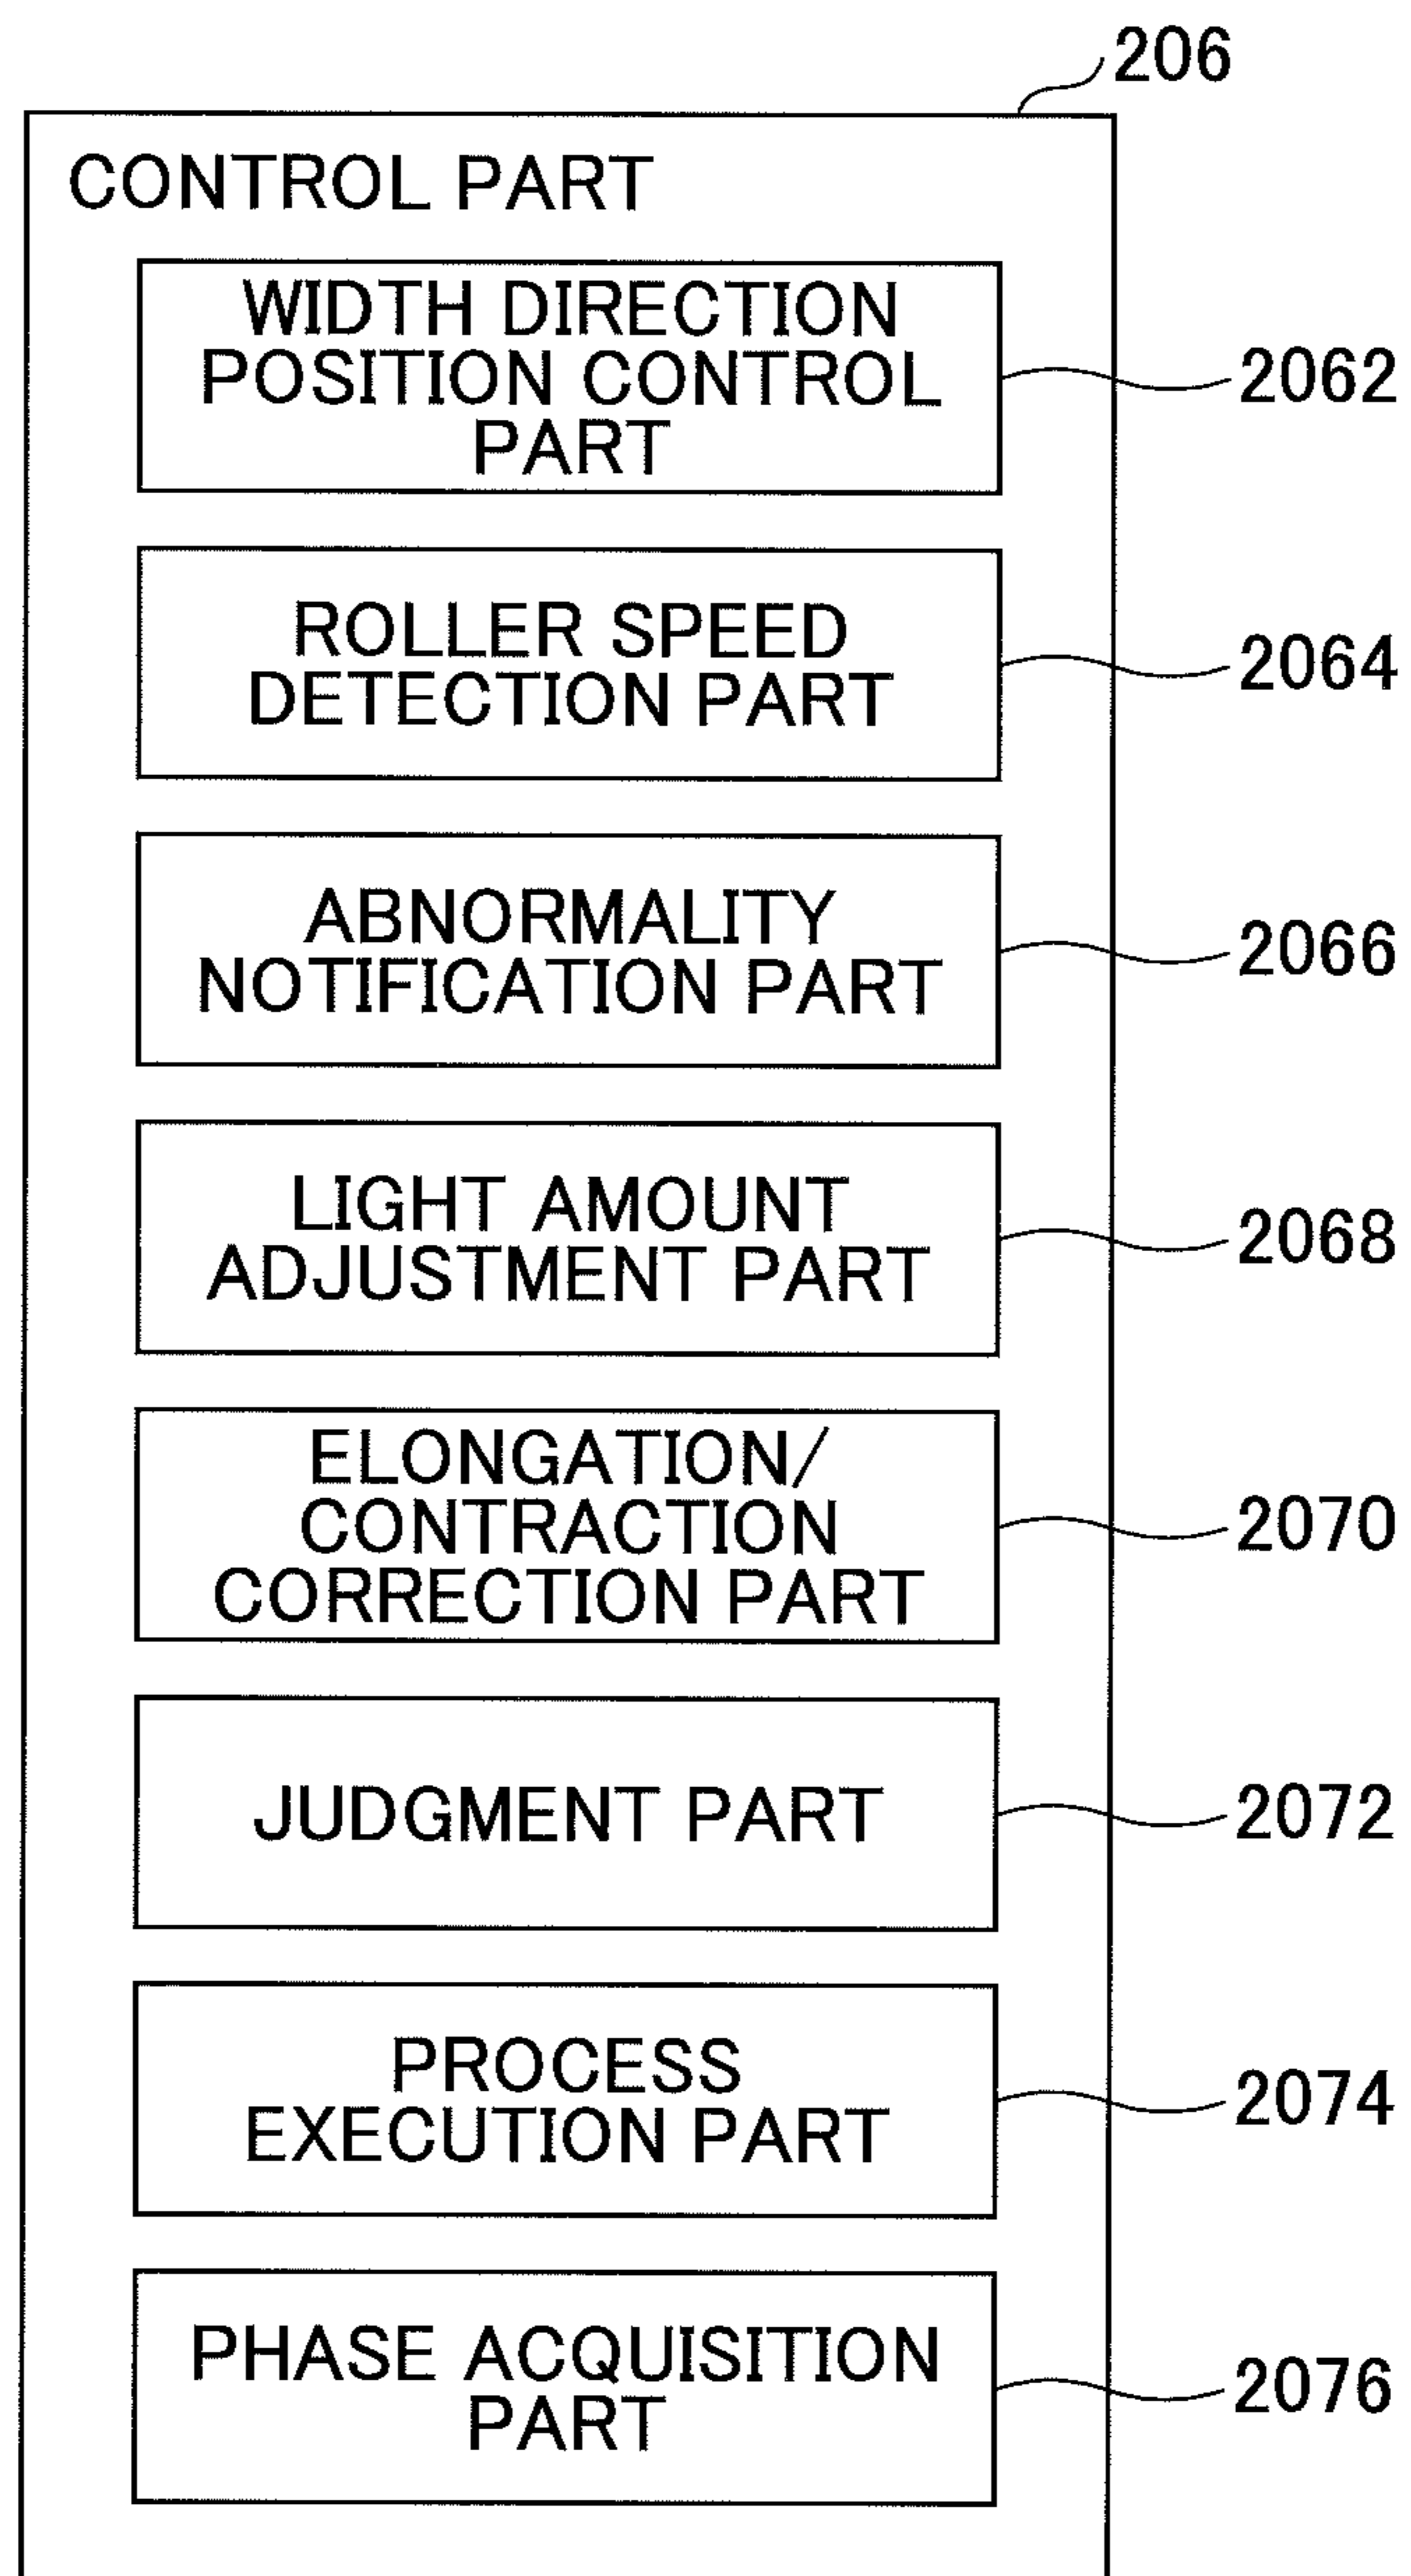 206
CONTROL PART
WIDTH DIRECTION
POSITION CONTROL
PART
2062
ROLLER SPEED
DETECTION PART
2064
ABNORMALITY
NOTIFICATION PART
2066
LIGHT AMOUNT
ADJUSTMENT PART
2068
ELONGATION/
CONTRACTION
CORRECTION PART
2070
JUDGMENT PART
2072
PROCESS
EXECUTION PART
2074
PHASE ACQUISITION
PART
2076